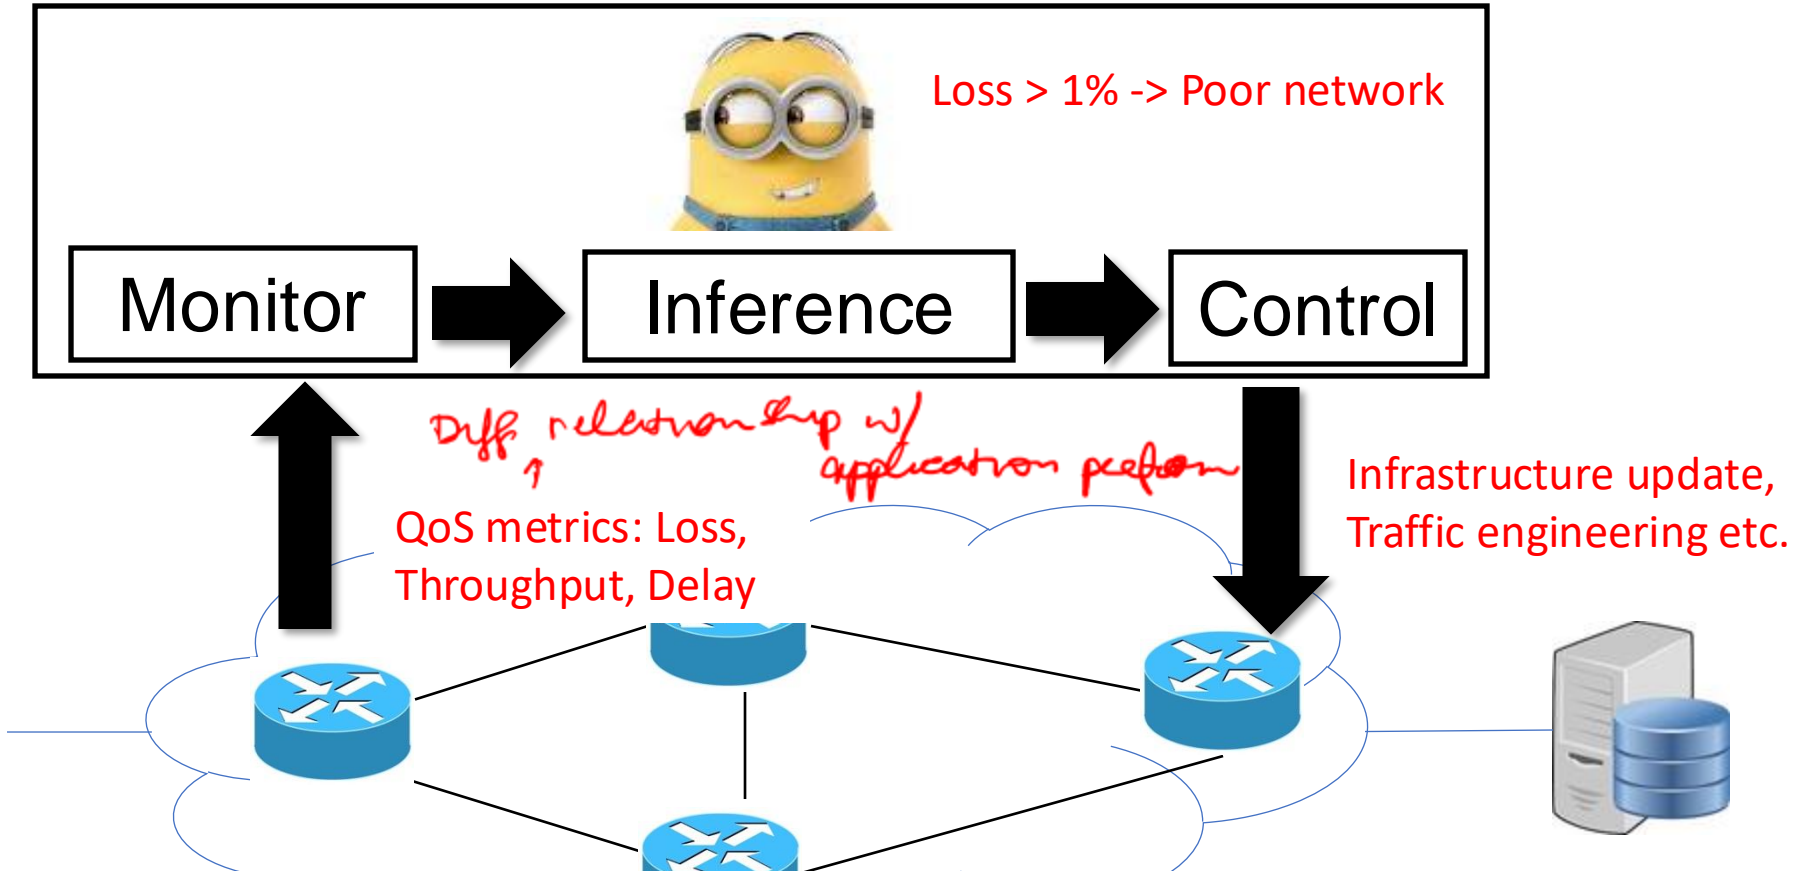 Loss > 1% -> Poor network
Monitor
Inference
Control
Diff relationship w/
application perform
QoS metrics: Loss,
Throughput, Delay
Infrastructure update,
Traffic engineering etc.